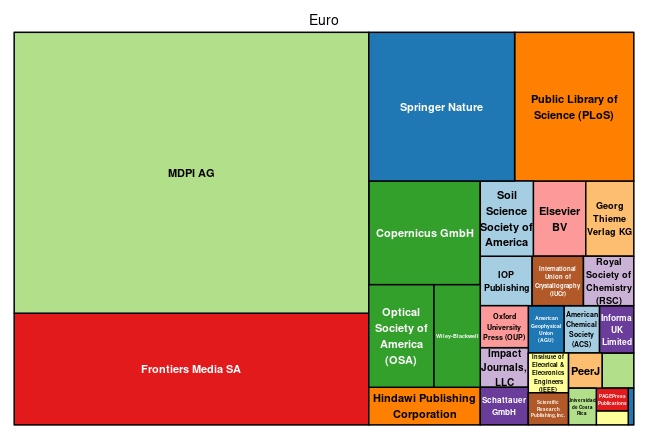 Euro
MDPI AG
Frontiers Media SA
Springer Nature
Public Library of
Science (PLoS)
Copernicus GmbH
Soil
Science
Society of
America
Elsevier
BV
Georg
Thieme
Verlag KG
IOP
Publishing
International
Union of
Crystallography
(IUCr)
Royal
Society of
Chemistry
(RSC)
Optical
Society of
America
(OSA)
Wiley-Blackwell
Oxford
University
Press (OUP)
American
Geophysical
Union
(AGU)
American
Chemical
Society
(ACS)
Informa
UK
Limited
Impact
Journals,
LLC
Institute of
Electrical &
Electronics
Engineers
(IEEE)
PeerJ
Hindawi Publishing
Corporation
Schattauer
GmbH
Scientific
Research
Publishing, Inc.
Universidad
de Costa
Rica
PAGEPress
Publications